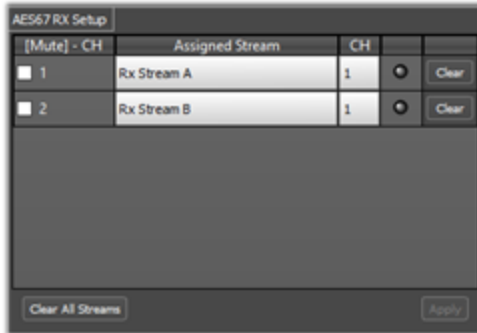 AES67 RX Setup
[Mute] - CH Assigned Stream CH
1 Rx Stream A 1 Clear
2 Rx Stream B 1 Clear
Clear All Streams Apply